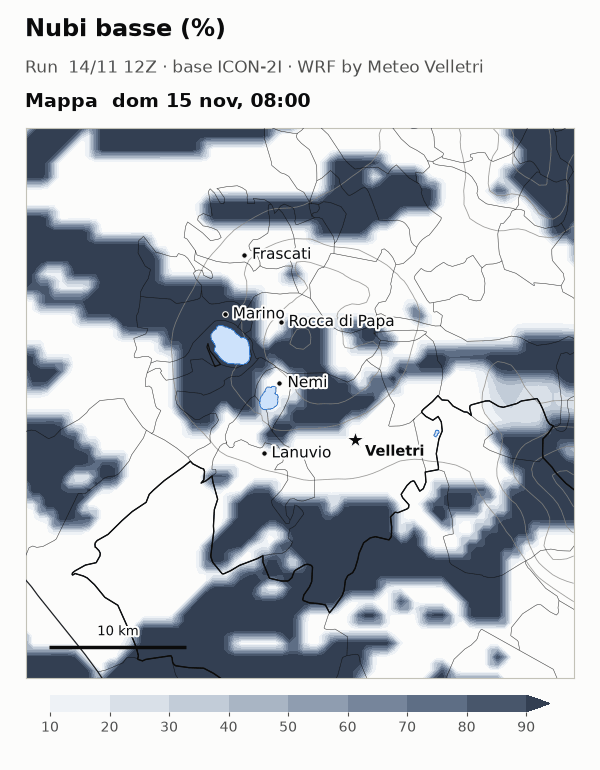 Nubi basse (%)
Run  14/11 12Z · base ICON-2I · WRF by Meteo Velletri
Mappa  dom 15 nov, 08:00
Frascati
Marino
Rocca di Papa
Nemi
Velletri
Lanuvio
10 km
10 20 30 40 50 60 70 80 90